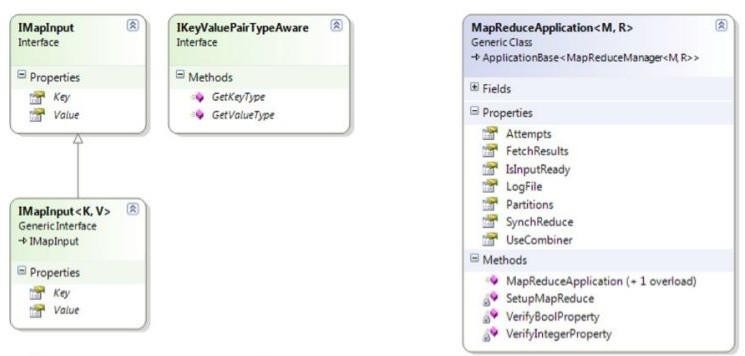 IMapInput
Interface
Properties
Key
Value
IMapInput<K, V>
Generic Interface
IMapInput
Properties
Key
Value
IKeyValuePairTypeAware
Interface
Methods
GetKeyType
GetValueType
MapReduceApplication<M, R>
Generic Class
ApplicationBase<MapReduceManager<M, R>>
Fields
Properties
Attempts
FetchResults
IsInputReady
LogFile
Partitions
SynchReduce
UseCombiner
Methods
MapReduceApplication (+ 1 overload)
SetupMapReduce
VerifyBoolProperty
VerifyIntegerProperty